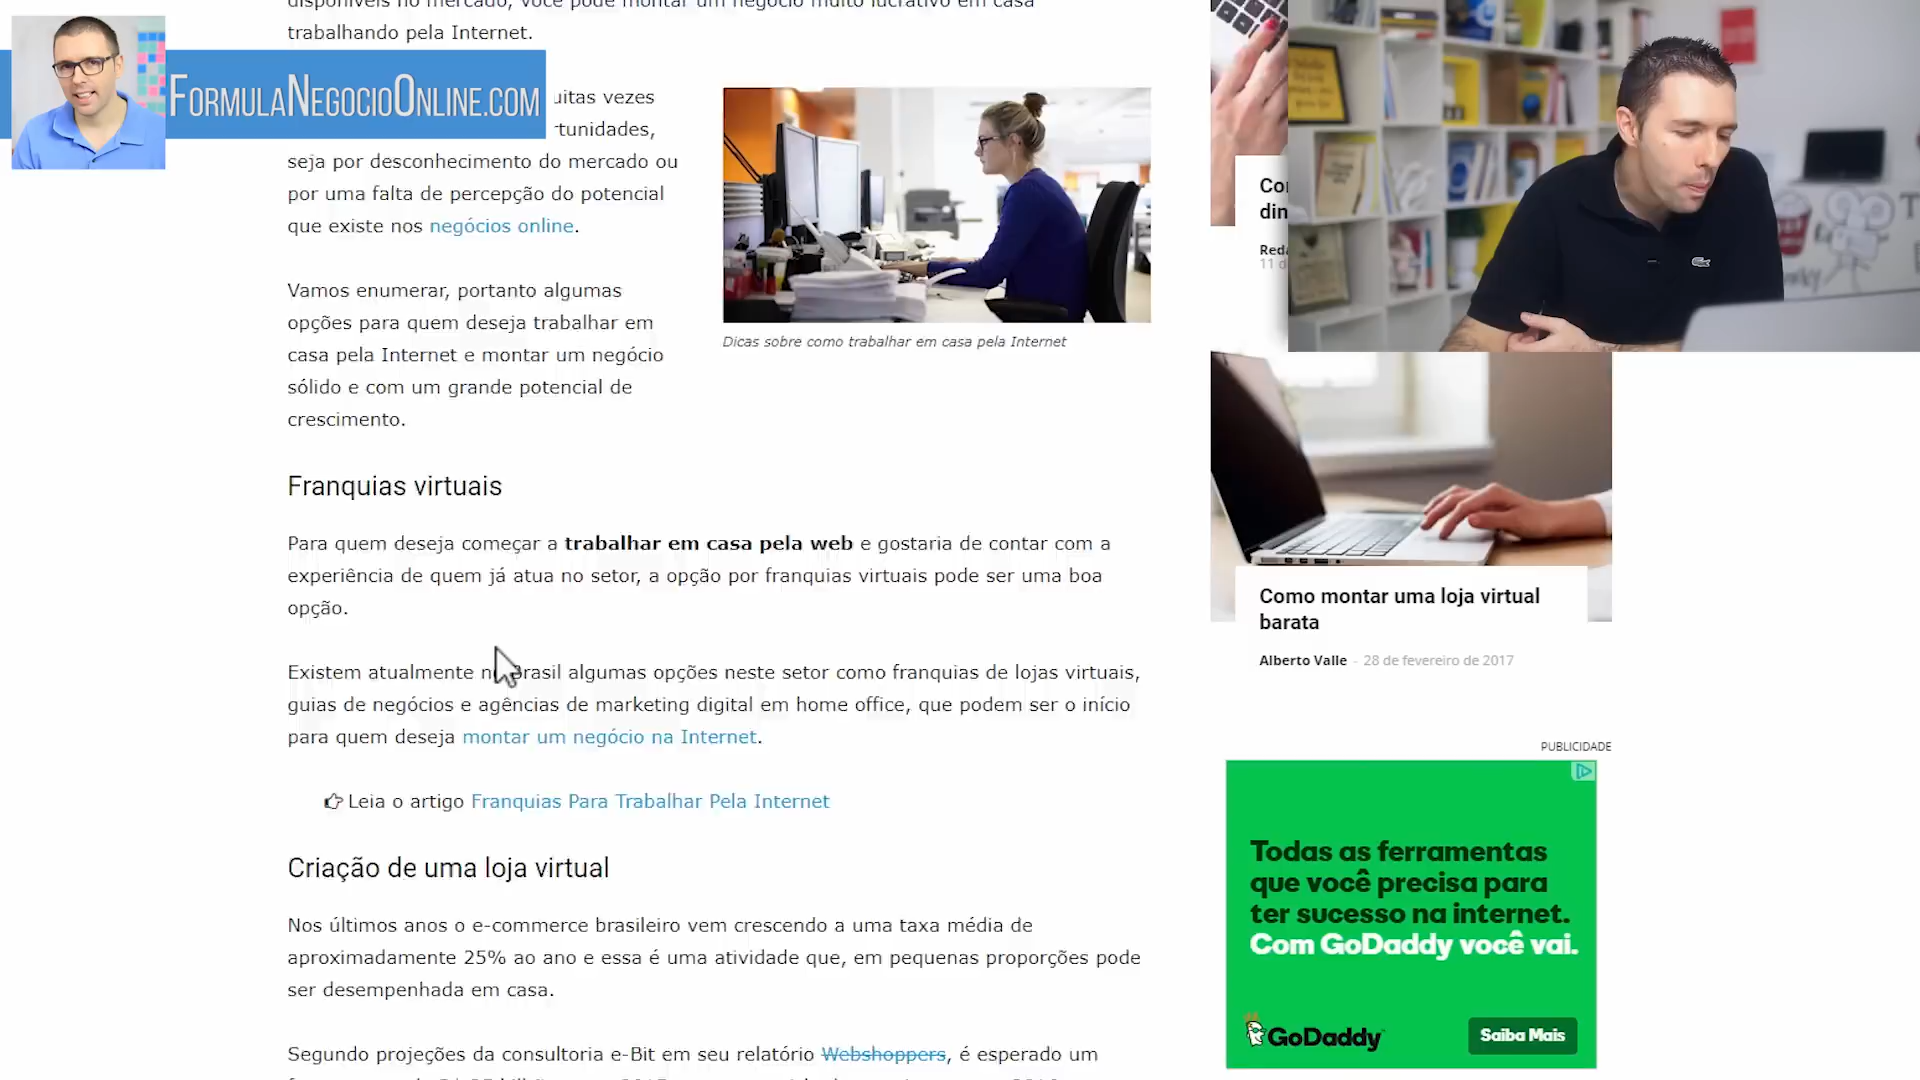 disponíveis no mercado, você pode montar um negócio muito lucrativo em casa
trabalhando pela Internet.
FORMULANEGOCIOONLINE.COM
vezes
seja por desconhecimento do mercado ou
por uma falta de percepção do potencial
que existe nos negócios online.
Vamos enumerar, portanto algumas
opções para quem deseja trabalhar em
casa pela Internet e montar um negócio
sólido e com um grande potencial de
crescimento.
Dicas sobre como trabalhar em casa pela Internet
Franquias virtuais
Para quem deseja começar a trabalhar em casa pela web e gostaria de contar com a
experiência de quem já atua no setor, a opção por franquias virtuais pode ser uma boa
opção.
Existem atualmente no Brasil algumas opções neste setor como franquias de lojas virtuais,
guias de negócios e agências de marketing digital em home office, que podem ser o início
para quem deseja montar um negócio na Internet.
Leia o artigo Franquias Para Trabalhar Pela Internet
Criação de uma loja virtual
Nos últimos anos o e-commerce brasileiro vem crescendo a uma taxa média de
aproximadamente 25% ao ano e essa é uma atividade que, em pequenas proporções pode
ser desempenhada em casa.
Segundo projeções da consultoria e-Bit em seu relatório Webshoppers, é esperado um
Como montar uma loja virtual
barata
Alberto Valle - 28 de fevereiro de 2017
PUBLICIDADE
Todas as ferramentas
que você precisa para
ter sucesso na internet.
Com GoDaddy você vai.
GoDaddy
Saiba Mais